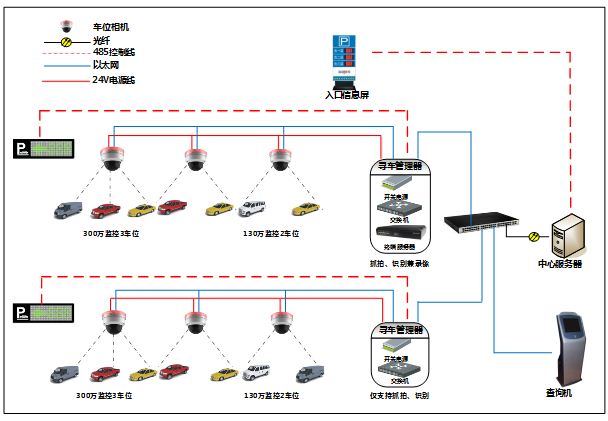 车位相机
光纤
485控制线
以太网
24V电源线
P
入口信息屏
P
寻车管理器
开关电源
交换机
终端服务器
300万监控3车位
130万监控2车位
抓拍、识别兼录像
中心服务器
P
寻车管理器
开关电源
交换机
300万监控3车位
130万监控2车位
仅支持抓拍、识别
查询机